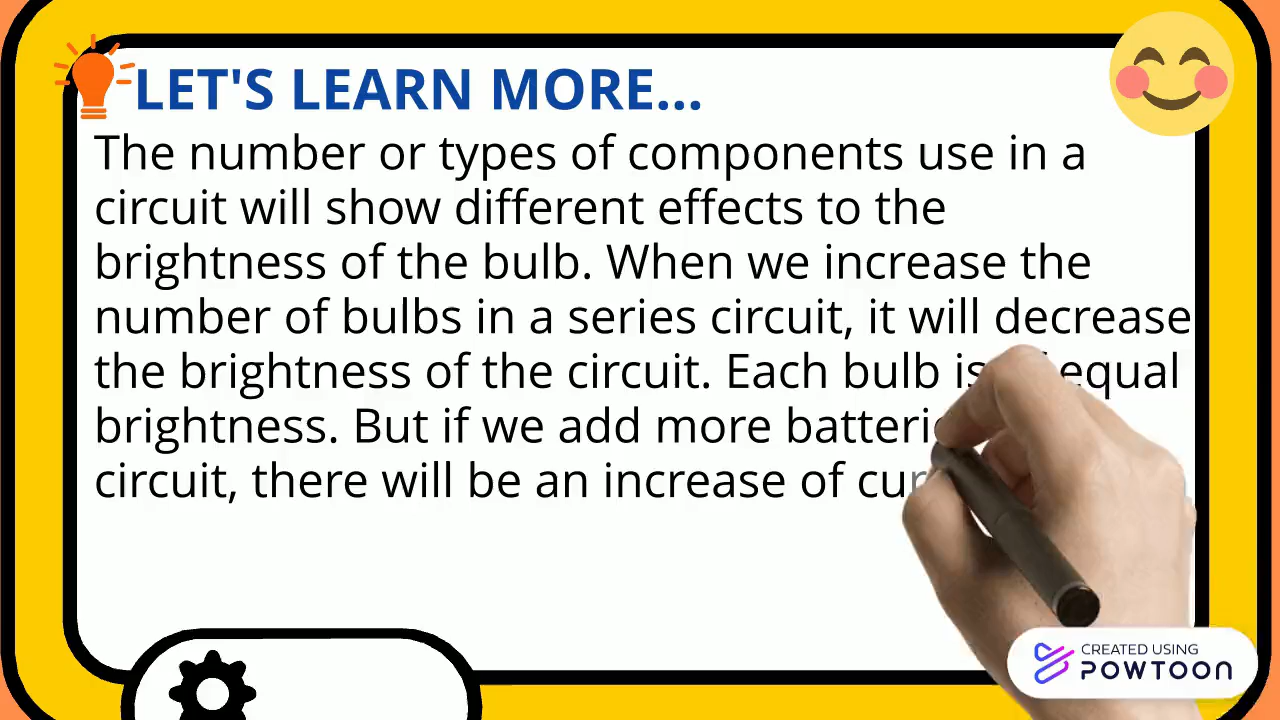 LET'S LEARN MORE...
The number or types of components use in a
circuit will show different effects to the
brightness of the bulb. When we increase the
number of bulbs in a series circuit, it will decrease
the brightness of the circuit. Each bulb is equal
brightness. But if we add more
circuit, there will be an increase of
CREATED USING
POWTOON